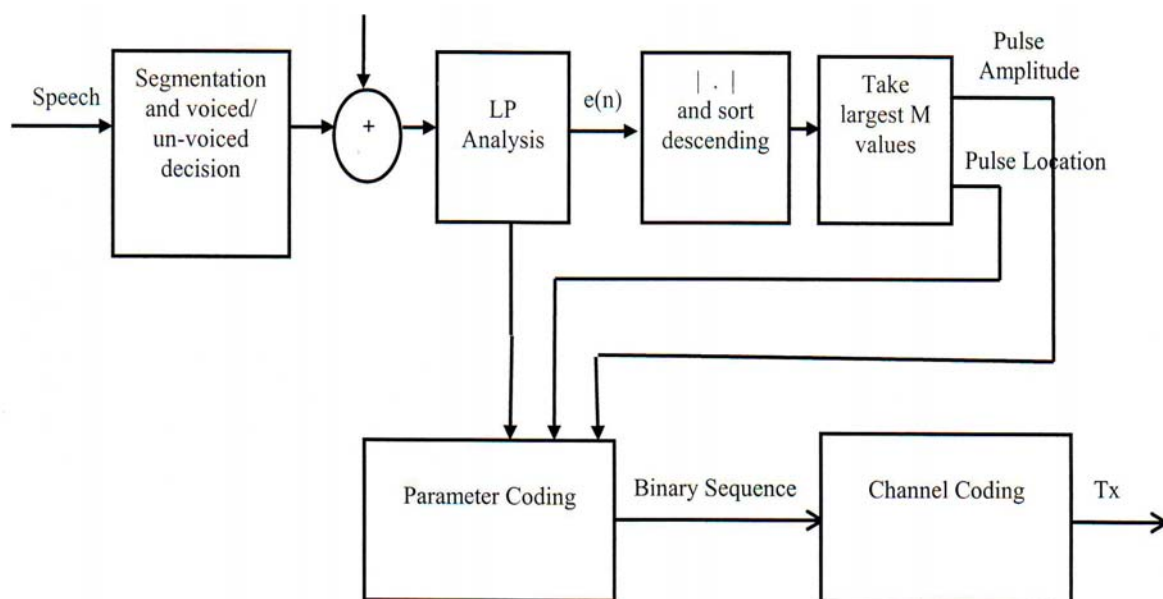 Speech
Segmentation
and voiced/
un-voiced
decision
+
LP
Analysis
e(n)
| . |
and sort
descending
Take
largest M
values
Pulse
Amplitude
Pulse Location
Parameter Coding
Binary Sequence
Channel Coding
Tx